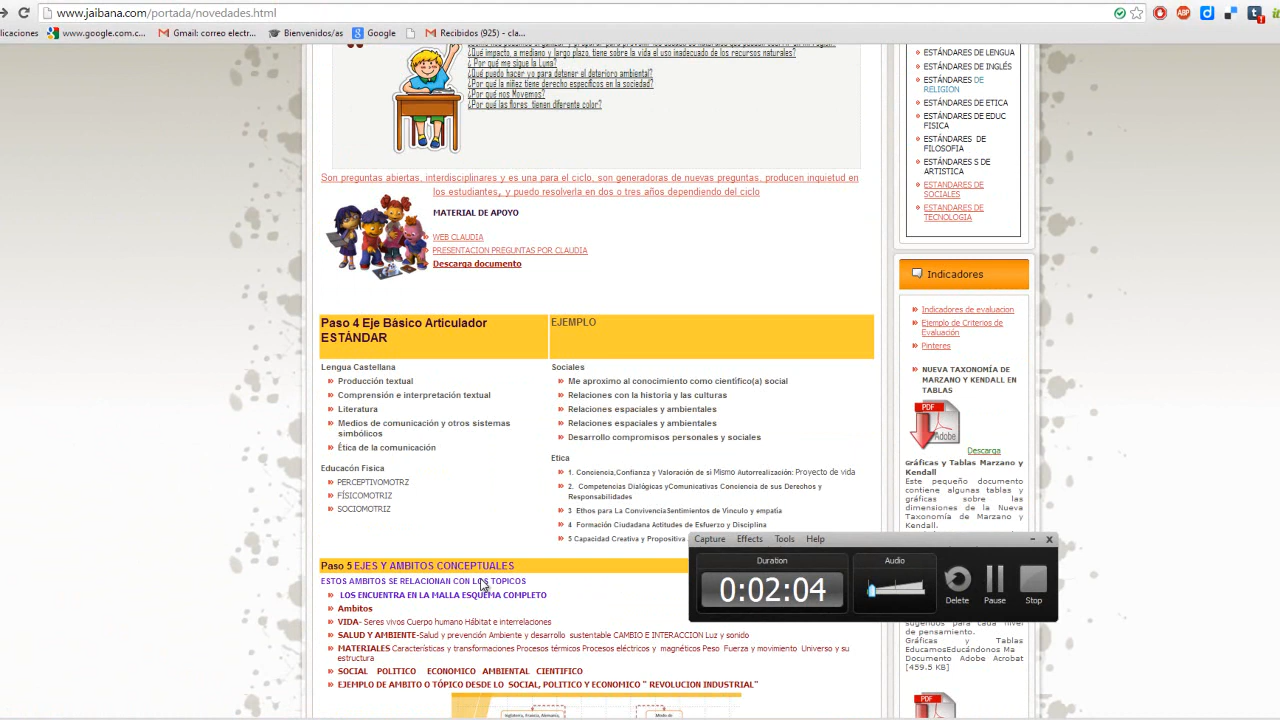 www.jaibana.com/portada/novedades.html
licaciones
www.google.com.c...
Gmail: correo electr...
Bienvenidos/as
Google
Recibidos (925) - cla...
¿Qué impacto, a mediano y largo plazo, tiene sobre la vida el uso inadecuado de los recursos naturales?
¿ Por qué me sigue la Luna?
¿Qué puedo hacer yo para detener el deterioro ambiental?
¿Por qué la niñez tiene derecho específicos en la sociedad?
¿Por qué nos Movemos?
¿Por qué las flores tienen diferente color?
Son preguntas abiertas, interdisciplinares y es una para el ciclo, son generadoras de nuevas preguntas, producen inquietud en
los estudiantes, y puedo resolverla en dos o tres años dependiendo del ciclo
MATERIAL DE APOYO
WEB CLAUDIA
PRESENTACION PREGUNTAS POR CLAUDIA
Descarga documento
Paso 4 Eje Básico Articulador
ESTÁNDAR
EJEMPLO
Lengua Castellana
Producción textual
Comprensión e interpretación textual
Literatura
Medios de comunicación y otros sistemas
simbólicos
Ética de la comunicación
Educacón Fisica
PERCEPTIVOMOTRZ
FÍSICOMOTRIZ
SOCIOMOTRIZ
Sociales
Me aproximo al conocimiento como científico(a) social
Relaciones con la historia y las culturas
Relaciones espaciales y ambientales
Relaciones espaciales y ambientales
Desarrollo compromisos personales y sociales
Etica
1. Conciencia,Confianza y Valoración de sí Mismo Autorrealización: Proyecto de vida
2. Competencias Dialógicas yComunicativas Conciencia de sus Derechos y
Responsabilidades
3 Ethos para La ConvivenciaSentimientos de Vinculo y empatía
4 Formación Ciudadana Actitudes de Esfuerzo y Disciplina
5 Capacidad Creativa y Propositiva
Paso 5 EJES Y AMBITOS CONCEPTUALES
ESTOS AMBITOS SE RELACIONAN CON LOS TOPICOS
LOS ENCUENTRA EN LA MALLA ESQUEMA COMPLETO
Ambitos
VIDA- Seres vivos Cuerpo humano Hábitat e interrelaciones
SALUD Y AMBIENTE-Salud y prevención Ambiente y desarrollo sustentable CAMBIO E INTERACCION Luz y sonido
MATERIALES Características y transformaciones Procesos térmicos Procesos eléctricos y magnéticos Peso Fuerza y movimiento Universo y su
estructura
SOCIAL POLITICO ECONOMICO AMBIENTAL CIENTIFICO
EJEMPLO DE AMBITO O TÓPICO DESDE LO SOCIAL, POLITICO Y ECONOMICO " REVOLUCION INDUSTRIAL"
Inglaterra, Francia, Alemania,
Modo de
ESTÁNDARES DE LENGUA
ESTÁNDARES DE INGLÉS
ESTÁNDARES DE
RELIGION
ESTÁNDARES DE ETICA
ESTÁNDARES DE EDUC
FISICA
ESTÁNDARES DE
FILOSOFIA
ESTÁNDARES S DE
ARTISTICA
ESTANDARES DE
SOCIALES
ESTANDARES DE
TECNOLOGIA
Indicadores
Indicadores de evaluacion
Ejemplo de Criterios de
Evaluación
Pinteres
NUEVA TAXONOMÍA DE
MARZANO Y KENDALL EN
TABLAS
PDF
Adobe
Descarga
Gráficas y Tablas Marzano y
Kendall
Este pequeño documento
contiene algunas tablas y
gráficas sobre las
dimensiones de la Nueva
Taxonomía de Marzano y
Kendall.
Capture Effects Tools Help
Duration
0:02:04
Audio
Delete
Pause
Stop
sugeridos para cada nivel
de pensamiento.
Gráficas y Tablas
EducamosEducándonos Ma
Documento Adobe Acrobat
[459.5 KB]
PDF